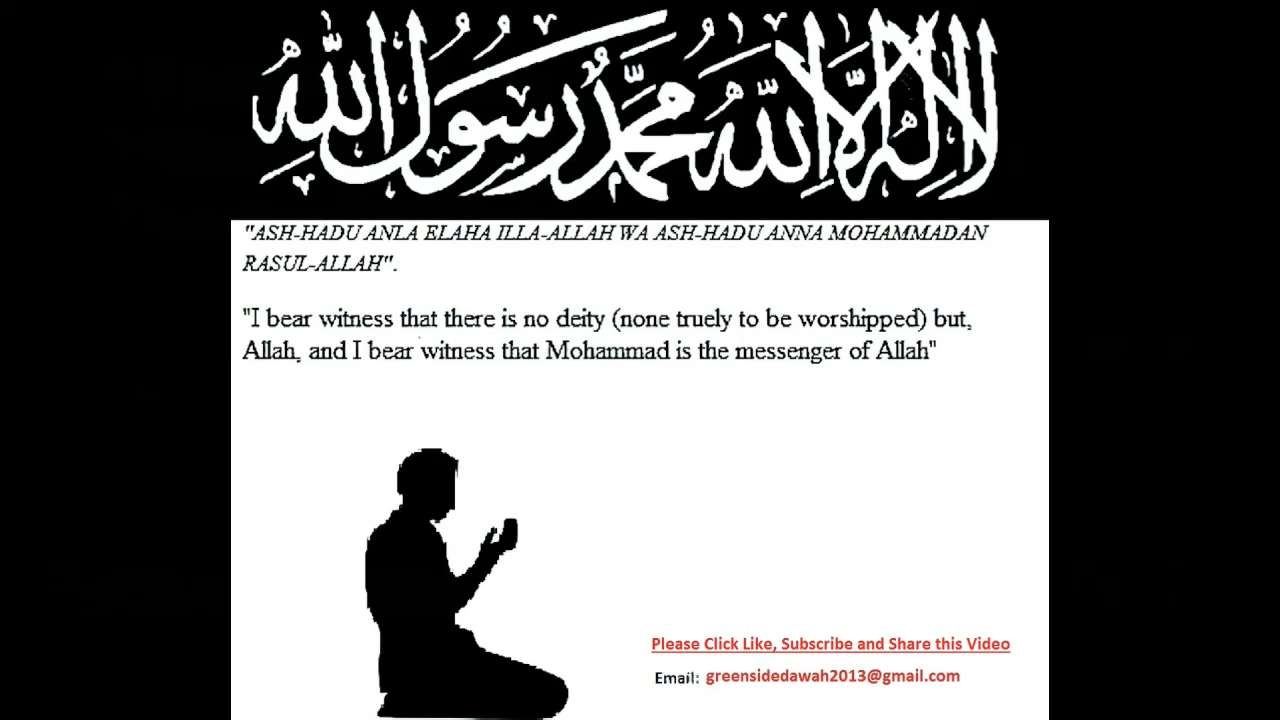 لا إله إلا الله محمد رسول الله
"ASH-HADU ANLA ELAHA ILLA-ALLAH WA ASH-HADU ANNA MOHAMMADAN
RASUL-ALLAH".
"I bear witness that there is no deity (none truely to be worshipped) but,
Allah, and I bear witness that Mohammad is the messenger of Allah"
Please Click Like, Subscribe and Share this Video
Email: greensidedawah2013@gmail.com